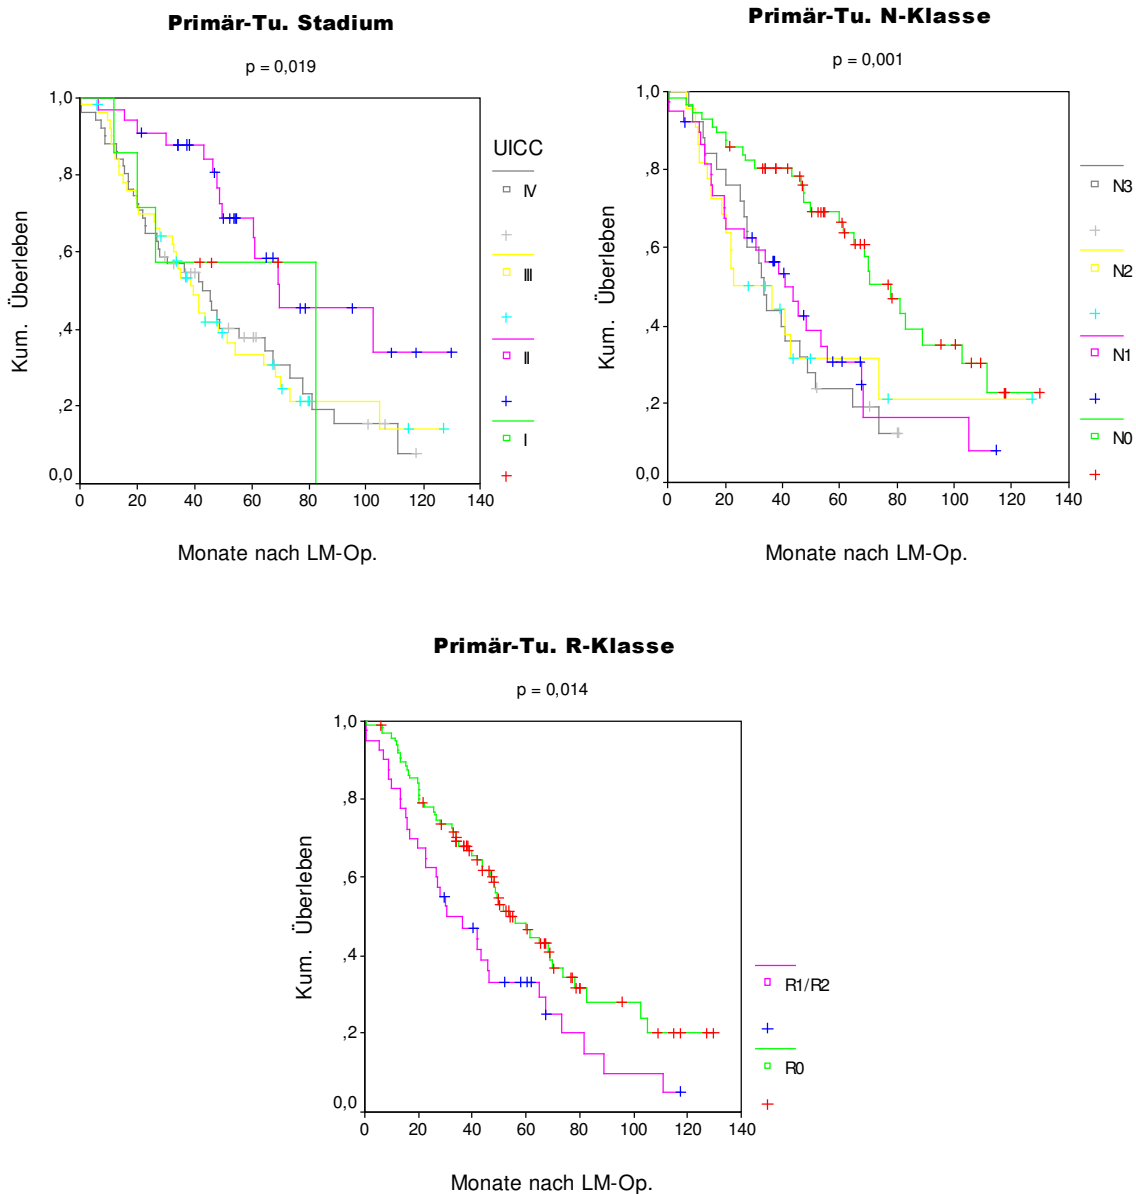 Primär-Tu. Stadium
p = 0,019
Kum. Überleben
1,0
,8
,6
,4
,2
0,0
0 20 40 60 80 100 120 140
Monate nach LM-Op.
UICC
IV
III
II
I
Primär-Tu. N-Klasse
p = 0,001
Kum. Überleben
1,0
,8
,6
,4
,2
0,0
0 20 40 60 80 100 120 140
Monate nach LM-Op.
N3
N2
N1
N0
Primär-Tu. R-Klasse
p = 0,014
Kum. Überleben
1,0
,8
,6
,4
,2
0,0
0 20 40 60 80 100 120 140
Monate nach LM-Op.
R1/R2
R0